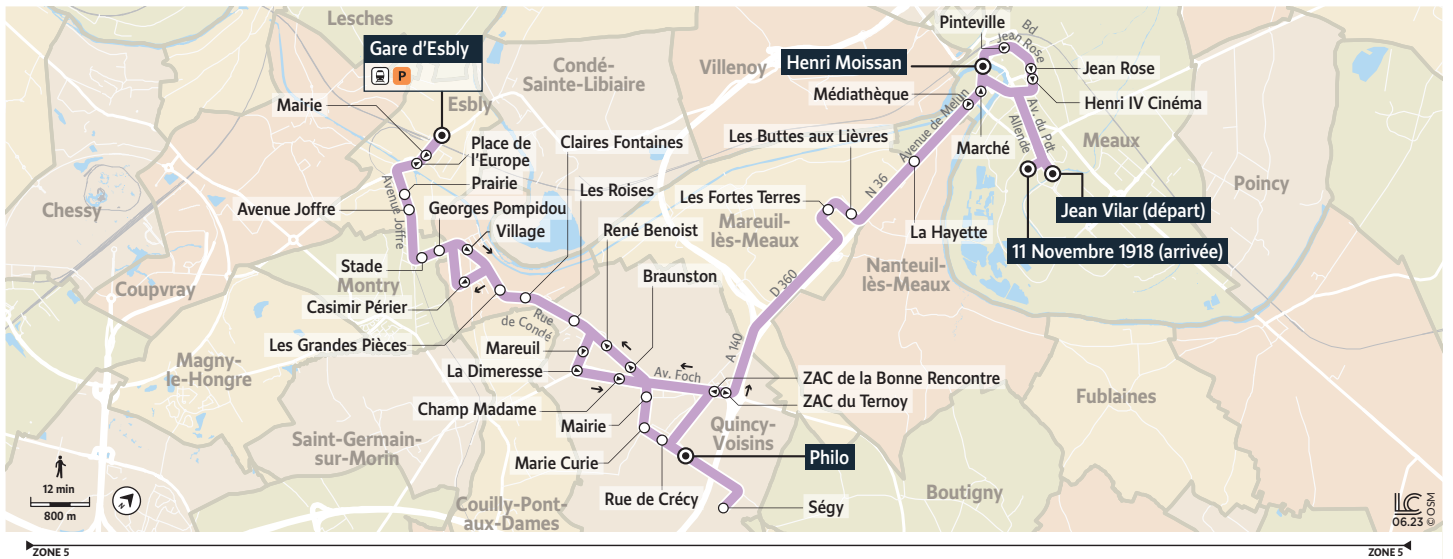 Lesches
Gare d'Esbly
P
Condé-
Sainte-Libiaire
Esbly
Mairie
Place de
l'Europe
Prairie
Avenue Joffre
Avenue Joffre
Chessy
Coupvray
Stade
Montry
Georges Pompidou
Village
Casimir Périer
Les Grandes Pièces
Claires Fontaines
Les Roises
René Benoist
Braunston
Rue
de Condé
Mareuil
La Dimeresse
Champ Madame
Mairie
Marie Curie
Rue de Crécy
Av. Foch
Magny-
le-Hongre
Saint-Germain-
sur-Morin
Couilly-Pont-
aux-Dames
Quincy-
Voisins
Philo
Ségy
ZAC de la Bonne Rencontre
ZAC du Ternoy
A 140
D 360
Mareuil-
lès-Meaux
Les Fortes Terres
Les Buttes aux Lièvres
N 36
Avenue de Melun
La Hayette
Nanteuil-
lès-Meaux
Villenoy
Henri Moissan
Médiathèque
Marché
Pinteville
Bd
Jean Rose
Jean Rose
Henri IV Cinéma
Av. du Pdt
Allende
Meaux
Jean Vilar (départ)
11 Novembre 1918 (arrivée)
Poincy
Fublaines
Boutigny
12 min
800 m
N
LC
06.23 © OSM
ZONE 5
ZONE 5